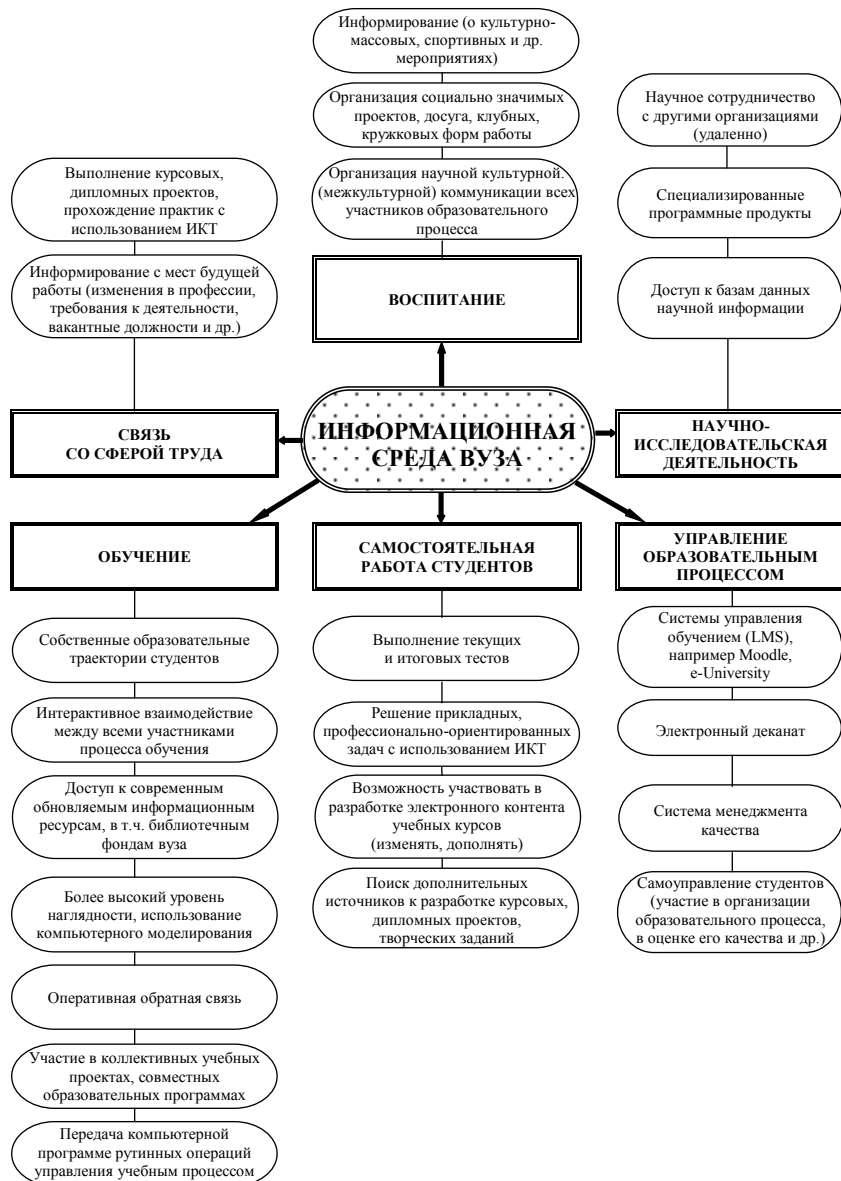 Информирование (о культурно-
массовых, спортивных и др.
мероприятиях)
Организация социально значимых
проектов, досуга, клубных,
кружковых форм работы
Организация научной культурной.
(межкультурной) коммуникации всех
участников образовательного
процесса
ВОСПИТАНИЕ
Выполнение курсовых,
дипломных проектов,
прохождение практик с
использованием ИКТ
Информирование с мест будущей
работы (изменения в профессии,
требования к деятельности,
вакантные должности и др.)
СВЯЗЬ
СО СФЕРОЙ ТРУДА
Научное сотрудничество
с другими организациями
(удаленно)
Специализированные
программные продукты
Доступ к базам данных
научной информации
НАУЧНО-
ИССЛЕДОВАТЕЛЬСКАЯ
ДЕЯТЕЛЬНОСТЬ
ИНФОРМАЦИОННАЯ
СРЕДА ВУЗА
ОБУЧЕНИЕ
Собственные образовательные
траектории студентов
Интерактивное взаимодействие
между всеми участниками
процесса обучения
Доступ к современным
обновляемым информационным
ресурсам, в т.ч. библиотечным
фондам вуза
Более высокий уровень
наглядности, использование
компьютерного моделирования
Оперативная обратная связь
Участие в коллективных учебных
проектах, совместных
образовательных программах
Передача компьютерной
программе рутинных операций
управления учебным процессом
САМОСТОЯТЕЛЬНАЯ
РАБОТА СТУДЕНТОВ
Выполнение текущих
и итоговых тестов
Решение прикладных,
профессионально-ориентированных
задач с использованием ИКТ
Возможность участвовать в
разработке электронного контента
учебных курсов
(изменять, дополнять)
Поиск дополнительных
источников к разработке курсовых,
дипломных проектов,
творческих заданий
УПРАВЛЕНИЕ
ОБРАЗОВАТЕЛЬНЫМ
ПРОЦЕССОМ
Системы управления
обучением (LMS),
например Moodle,
e-University
Электронный деканат
Система менеджмента
качества
Самоуправление студентов
(участие в организации
образовательного процесса,
в оценке его качества и др.)